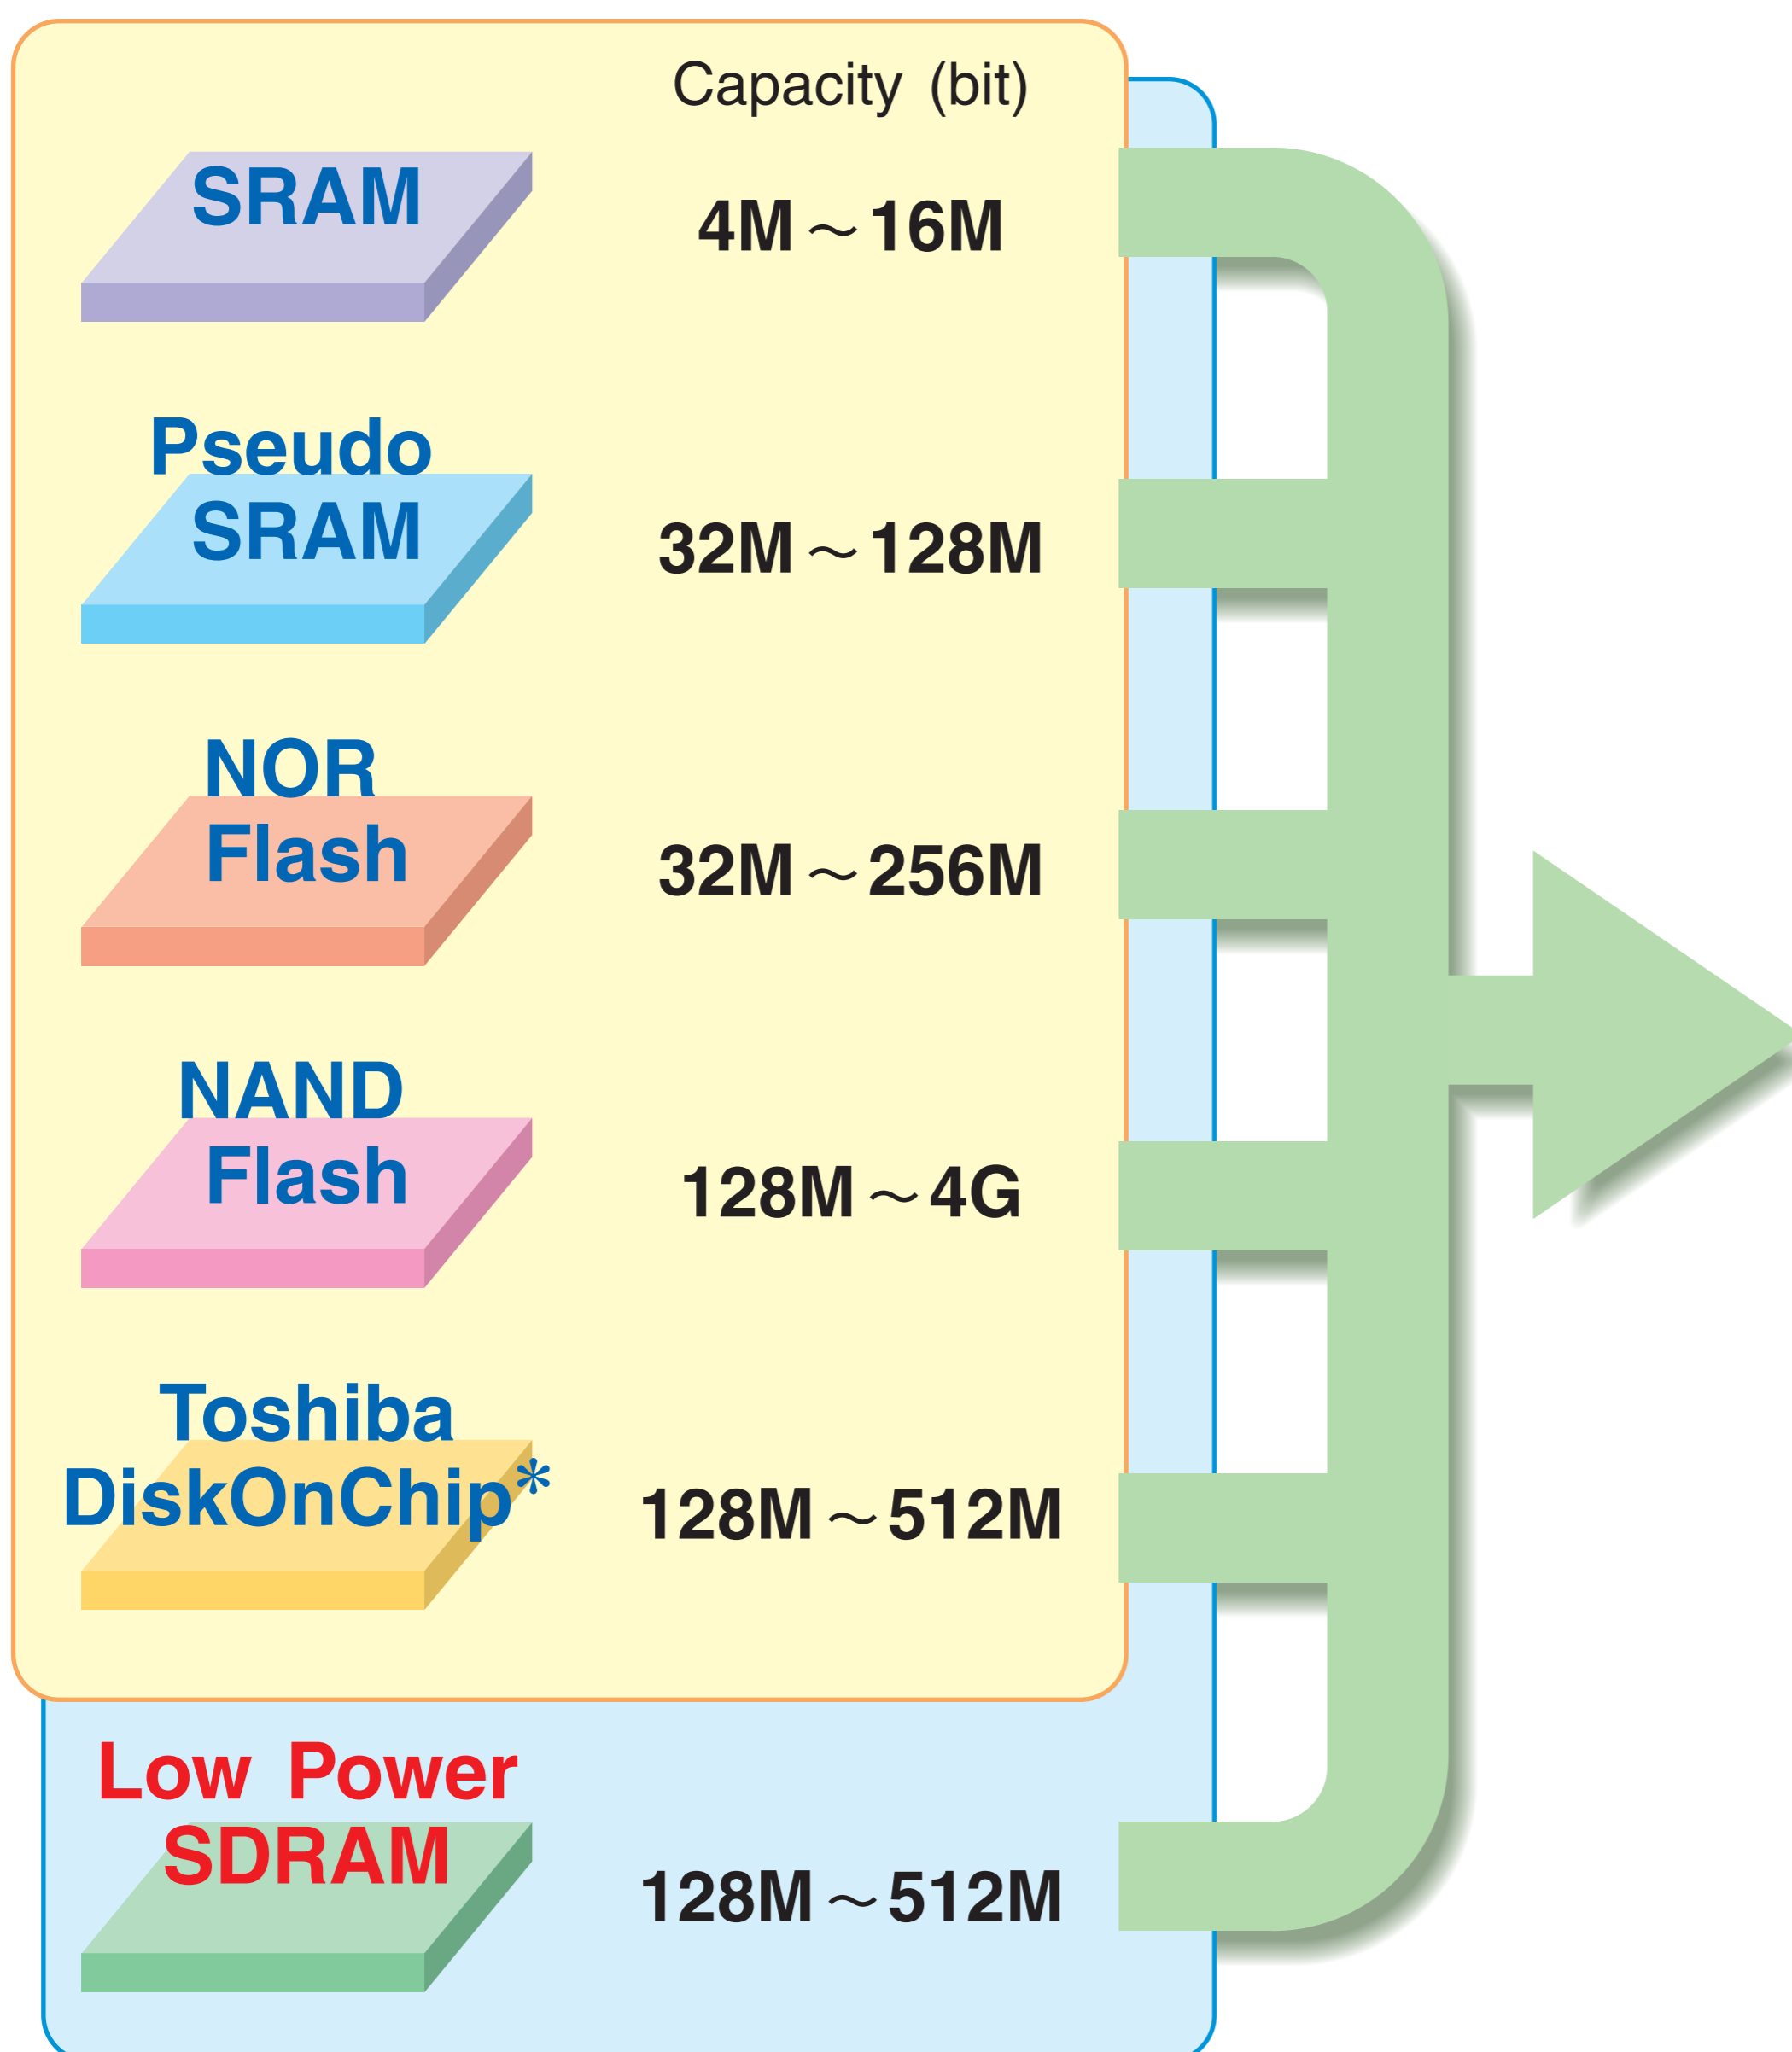 Capacity (bit)
SRAM
4M～16M
Pseudo
SRAM
32M～128M
NOR
Flash
32M～256M
NAND
Flash
128M～4G
Toshiba
DiskOnChip*
128M～512M
Low Power
SDRAM
128M～512M